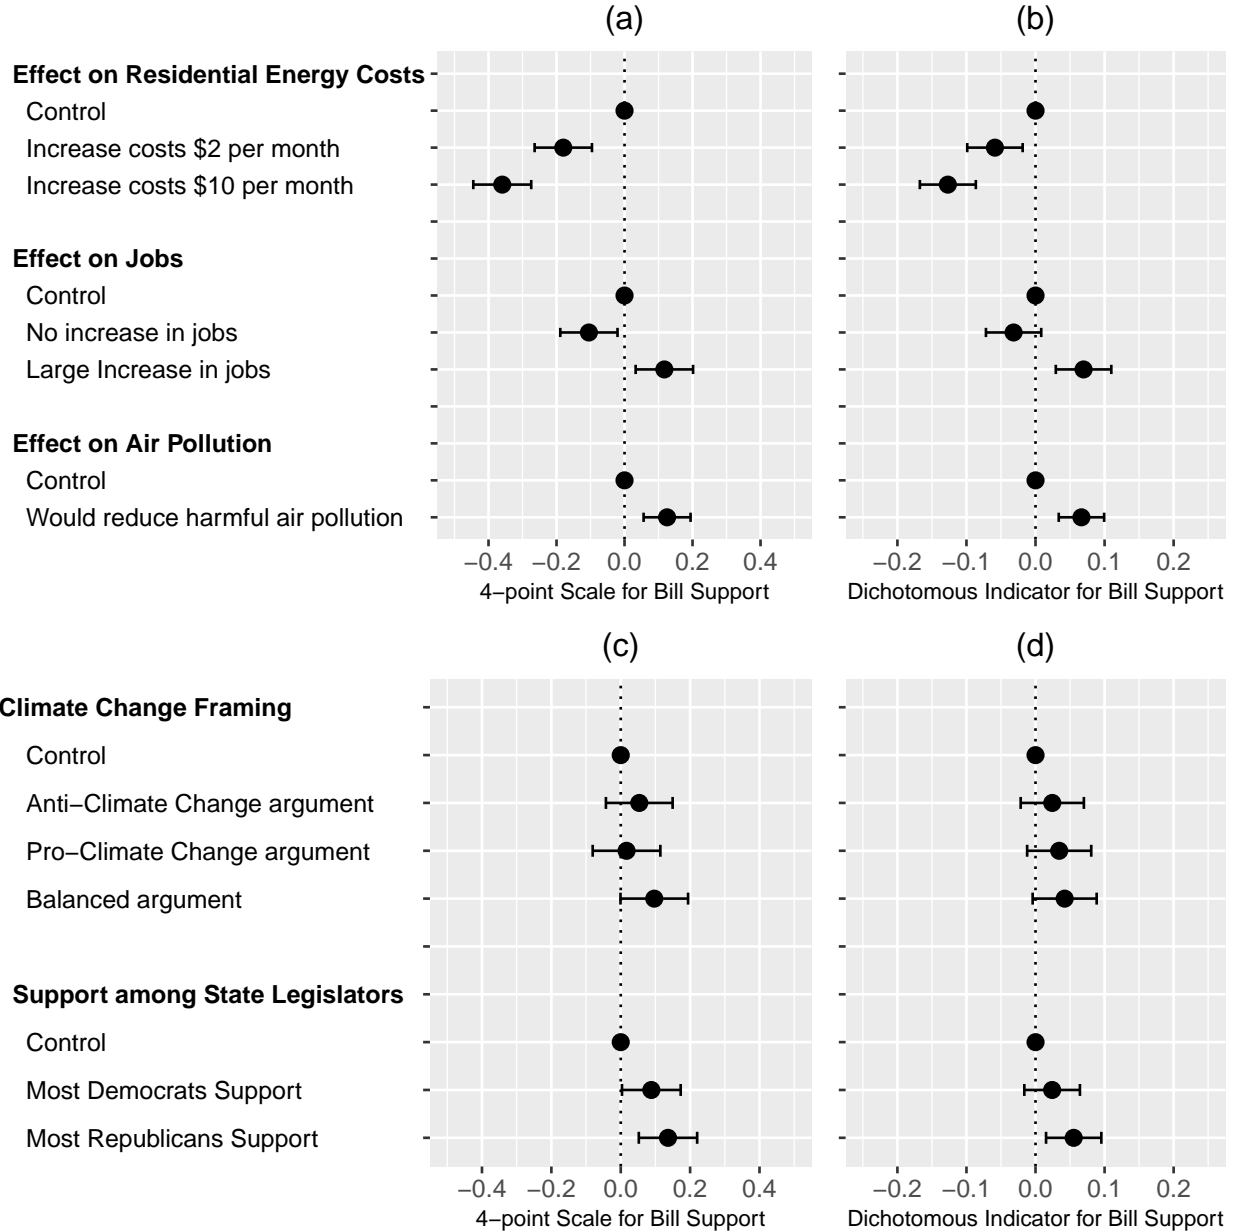 (a) (b)
Effect on Residential Energy Costs
Control
Increase costs $2 per month
Increase costs $10 per month
Effect on Jobs
Control
No increase in jobs
Large Increase in jobs
Effect on Air Pollution
Control
Would reduce harmful air pollution
−0.4 −0.2 0.0 0.2 0.4 −0.2 −0.1 0.0 0.1 0.2
4−point Scale for Bill Support Dichotomous Indicator for Bill Support
(c) (d)
Climate Change Framing
Control
Anti−Climate Change argument
Pro−Climate Change argument
Balanced argument
Support among State Legislators
Control
Most Democrats Support
Most Republicans Support
−0.4 −0.2 0.0 0.2 0.4 −0.2 −0.1 0.0 0.1 0.2
4−point Scale for Bill Support Dichotomous Indicator for Bill Support